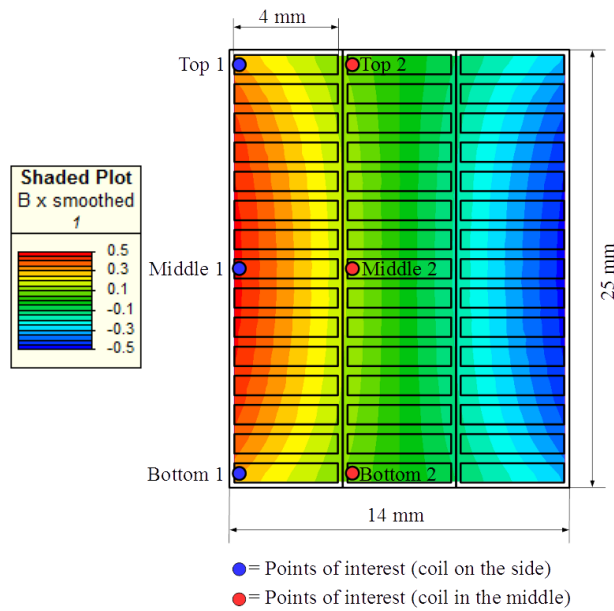 4 mm
Top 1
Top 2
Shaded Plot
B x smoothed
1
0.5
0.3
0.1
-0.1
-0.3
-0.5
Middle 1
Middle 2
25 mm
Bottom 1
Bottom 2
14 mm
= Points of interest (coil on the side)
= Points of interest (coil in the middle)